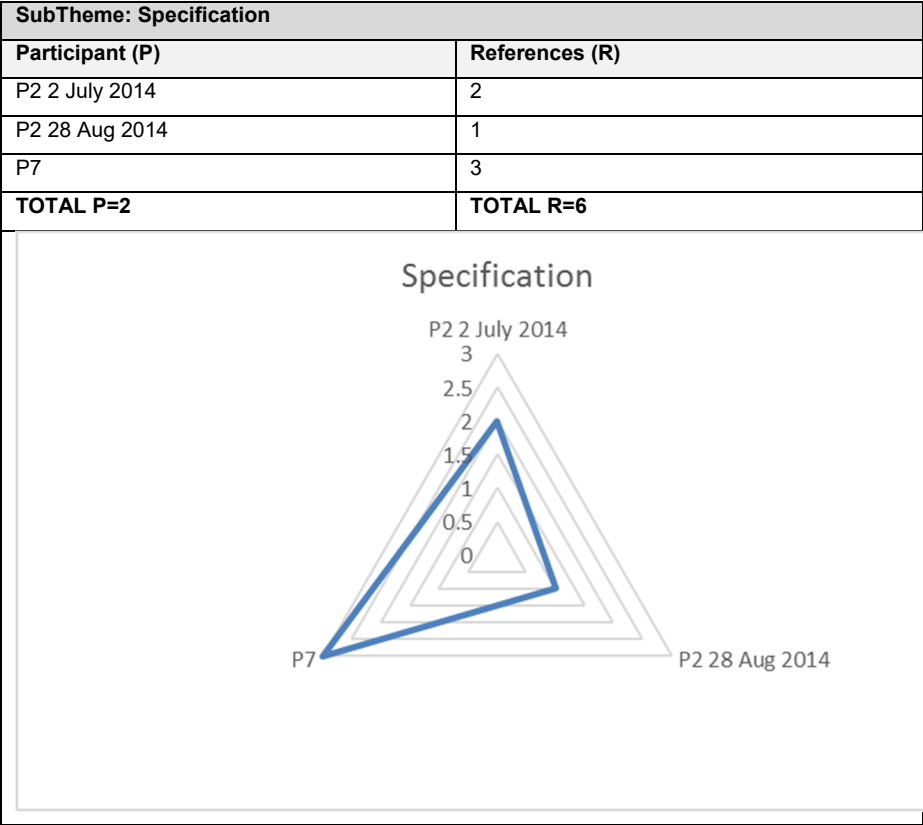 SubTheme: Specification
Participant (P) References (R)
P2 2 July 2014 2
P2 28 Aug 2014 1
P7 3
TOTAL P=2 TOTAL R=6
Specification
P2 2 July 2014
3
2.5
2
1.5
1
0.5
0
P7 P2 28 Aug 2014